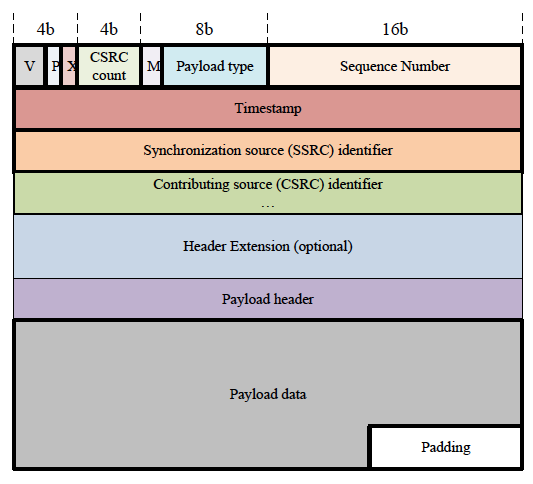 4b 4b 8b 16b
V P X CSRC count M Payload type Sequence Number
Timestamp
Synchronization source (SSRC) identifier
Contributing source (CSRC) identifier
…
Header Extension (optional)
Payload header
Payload data
Padding